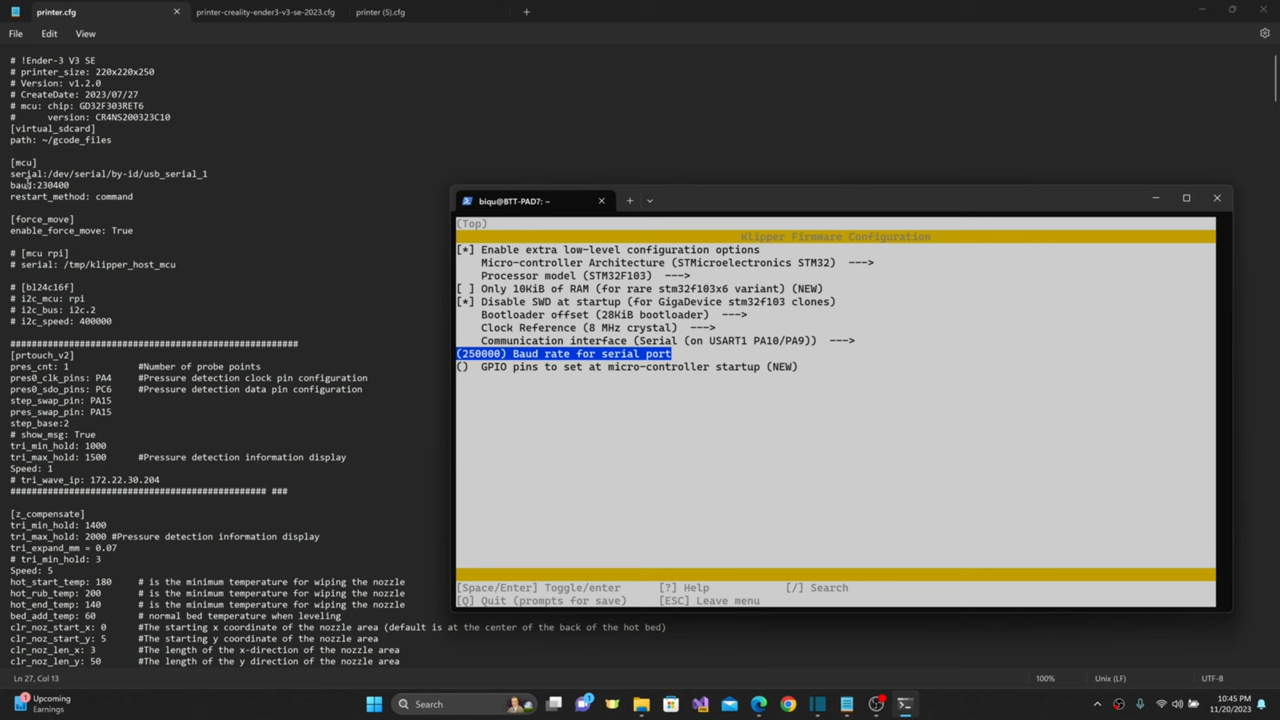 printer.cfg
printer-creality-ender3-v3-se-2023.cfg
printer (5).cfg
File
Edit
View
# !Ender-3 V3 SE
# printer_size: 220x220x250
# Version: v1.2.0
# CreateDate: 2023/07/27
# mcu: chip: GD32F303RET6
#      version: CR4NS200323C10
[virtual_sdcard]
path: ~/gcode_files
[mcu]
serial:/dev/serial/by-id/usb_serial_1
baud:230400
restart_method: command
[force_move]
enable_force_move: True
# [mcu rpi]
# serial: /tmp/klipper_host_mcu
# [bl24c16f]
# i2c_mcu: rpi
# i2c_bus: i2c.2
# i2c_speed: 400000
######################################################
[prtouch_v2]
pres_cnt: 1 #Number of probe points
pres0_clk_pins: PA4 #Pressure detection clock pin configuration
pres0_sdo_pins: PC6 #Pressure detection data pin configuration
step_swap_pin: PA15
pres_swap_pin: PA15
step_base:2
# show_msg: True
tri_min_hold: 1000
tri_max_hold: 1500 #Pressure detection information display
Speed: 1
# tri_wave_ip: 172.22.30.204
################################################ ###
[z_compensate]
tri_min_hold: 1400
tri_max_hold: 2000 #Pressure detection information display
tri_expand_mm = 0.07
# tri_min_hold: 3
Speed: 5
hot_start_temp: 180 # is the minimum temperature for wiping the nozzle
hot_rub_temp: 200 # is the minimum temperature for wiping the nozzle
hot_end_temp: 140 # is the minimum temperature for wiping the nozzle
bed_add_temp: 60 # normal bed temperature when leveling
clr_noz_start_x: 0 #The starting x coordinate of the nozzle area (default is at the center of the back of the hot bed)
clr_noz_start_y: 5 #The starting y coordinate of the nozzle area
clr_noz_len_x: 3 #The length of the x-direction of the nozzle area
clr_noz_len_y: 50 #The length of the y direction of the nozzle area
biqu@BTT-PAD7: ~
(Top)
Klipper Firmware Configuration
[*] Enable extra low-level configuration options
Micro-controller Architecture (STMicroelectronics STM32) --->
Processor model (STM32F103) --->
[ ] Only 10KiB of RAM (for rare stm32f103x6 variant) (NEW)
[*] Disable SWD at startup (for GigaDevice stm32f103 clones)
Bootloader offset (28KiB bootloader) --->
Clock Reference (8 MHz crystal) --->
Communication interface (Serial (on USART1 PA10/PA9)) --->
(250000) Baud rate for serial port
() GPIO pins to set at micro-controller startup (NEW)
[Space/Enter] Toggle/enter [?] Help [/] Search
[Q] Quit (prompts for save) [ESC] Leave menu
Ln 27, Col 13
100%
Unix (LF)
UTF-8
1
Upcoming
Earnings
Search
10:45 PM
11/20/2023